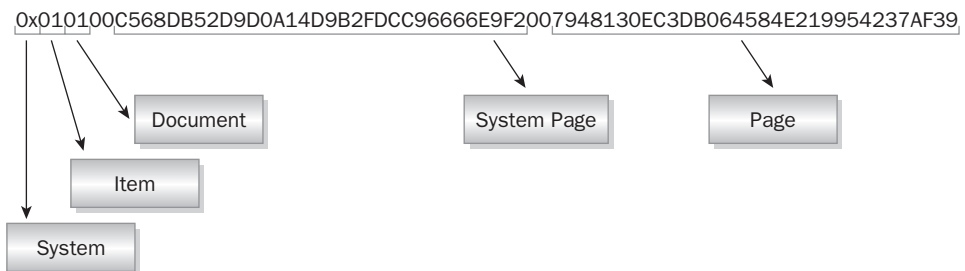 0x010100C568DB52D9D0A14D9B2FDCC96666E9F2007948130EC3DB064584E219954237AF39
Document
System Page
Page
Item
System